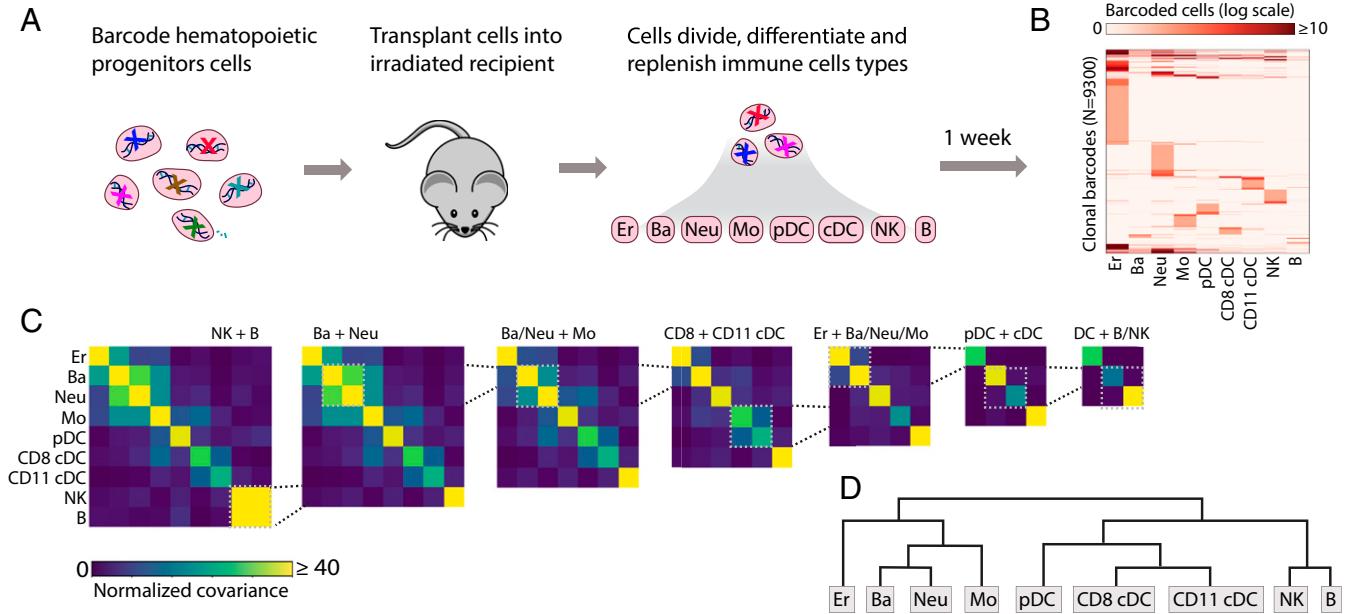 A
Barcode hematopoietic
progenitors cells
Transplant cells into
irradiated recipient
Cells divide, differentiate and
replenish immune cells types
Er Ba Neu Mo pDC cDC NK B
1 week
B
Barcoded cells (log scale)
0 ≥10
Clonal barcodes (N=9300)
Er Ba Neu Mo pDC CD8 cDC CD11 cDC NK B
C
NK + B Ba + Neu Ba/Neu + Mo CD8 + CD11 cDC Er + Ba/Neu/Mo pDC + cDC DC + B/NK
Er
Ba
Neu
Mo
pDC
CD8 cDC
CD11 cDC
NK
B
0 ≥ 40
Normalized covariance
D
Er Ba Neu Mo pDC CD8 cDC CD11 cDC NK B